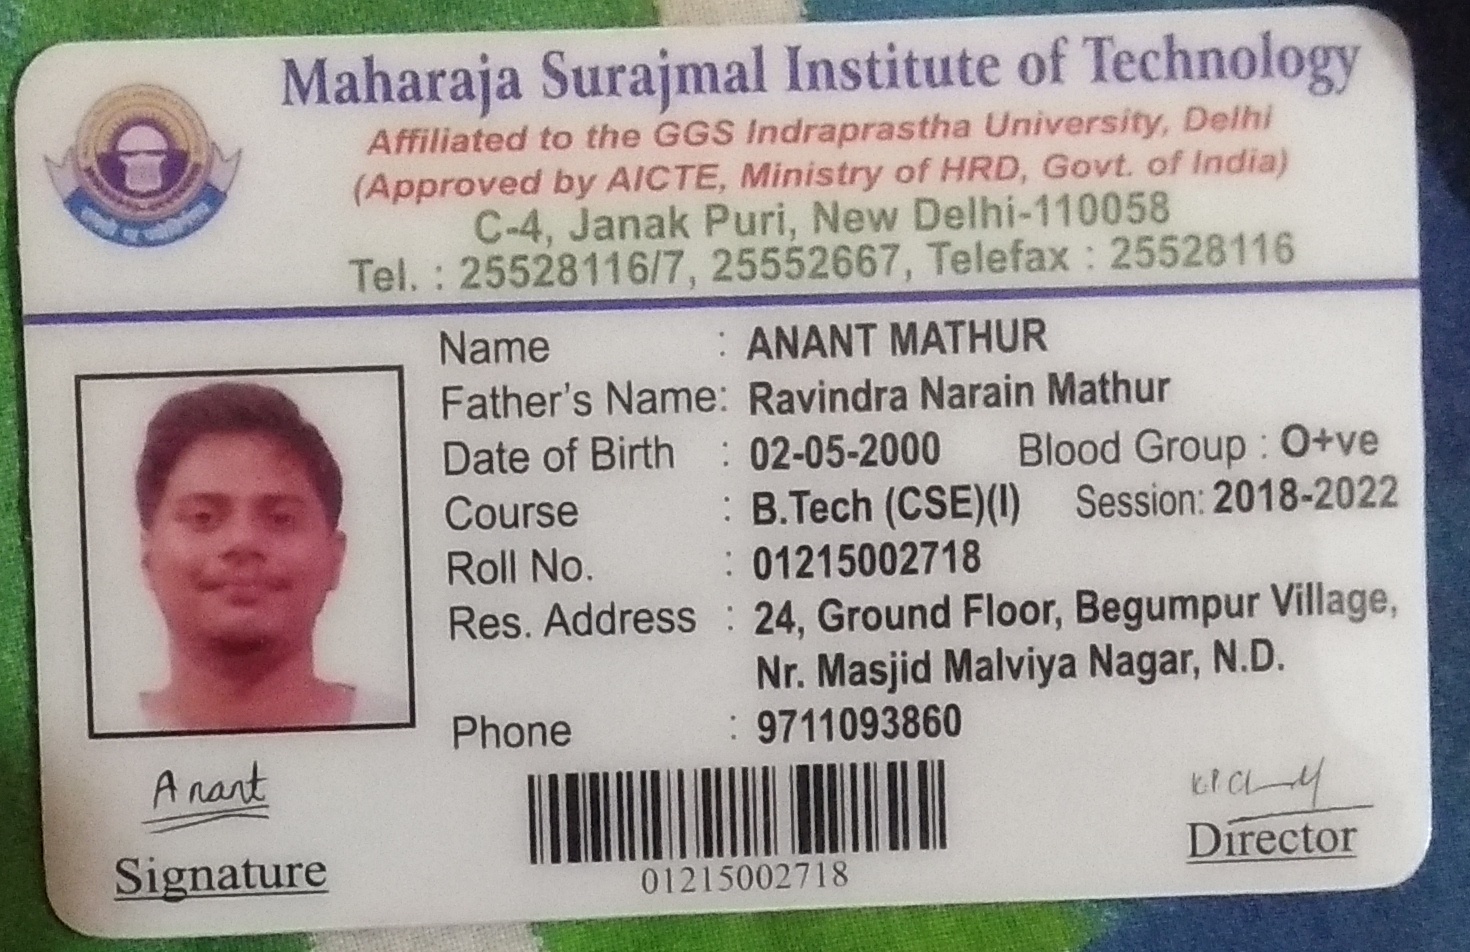 Maharaja Surajmal Institute of Technology
Affiliated to the GGS Indraprastha University, Delhi
(Approved by AICTE, Ministry of HRD, Govt. of India)
C-4, Janak Puri, New Delhi-110058
Tel. : 25528116/7, 25552667, Telefax : 25528116
Name : ANANT MATHUR
Father's Name: Ravindra Narain Mathur
Date of Birth : 02-05-2000 Blood Group : O+ve
Course : B.Tech (CSE)(I) Session: 2018-2022
Roll No. : 01215002718
Res. Address : 24, Ground Floor, Begumpur Village,
Nr. Masjid Malviya Nagar, N.D.
Phone : 9711093860
Anant
Signature
01215002718
Director